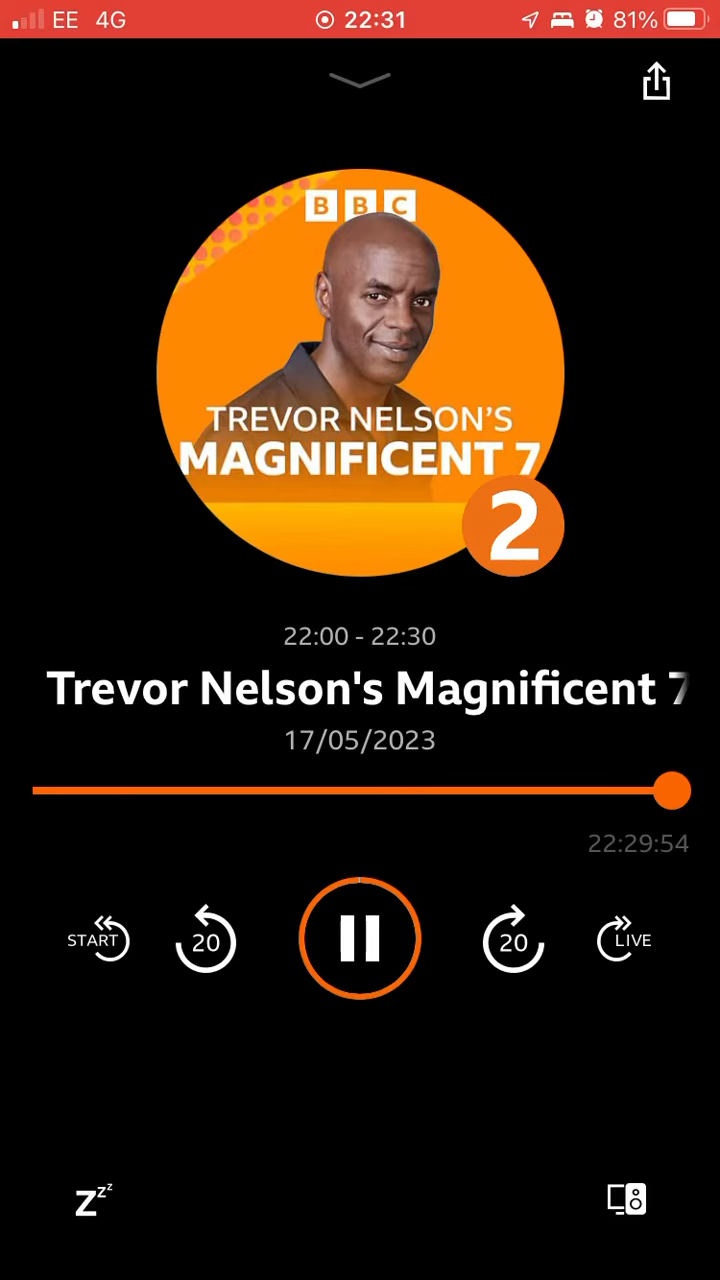 EE 4G 22:31 81%
BBC
TREVOR NELSON'S
MAGNIFICENT 7
2
22:00 - 22:30
Trevor Nelson's Magnificent 7
17/05/2023
22:29:54
START 20 20 LIVE
Zzz